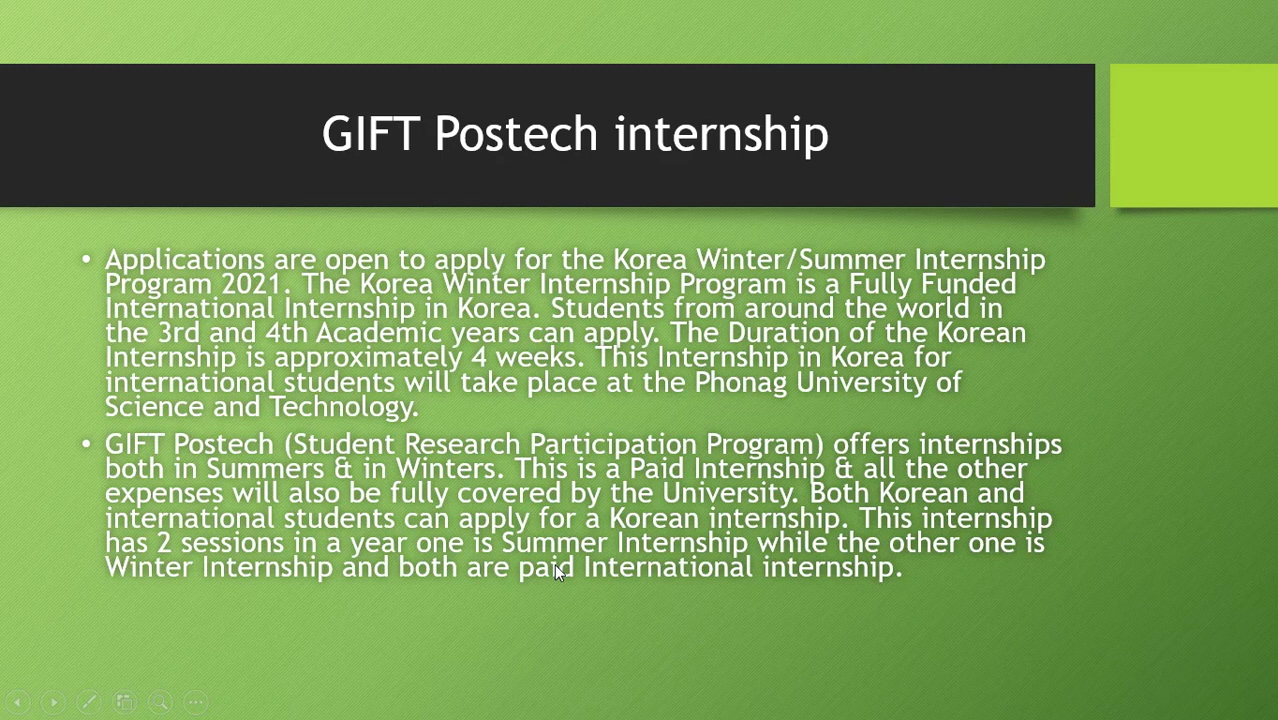 GIFT Postech internship
• Applications are open to apply for the Korea Winter/Summer Internship
Program 2021. The Korea Winter Internship Program is a Fully Funded
International Internship in Korea. Students from around the world in
the 3rd and 4th Academic years can apply. The Duration of the Korean
Internship is approximately 4 weeks. This Internship in Korea for
international students will take place at the Phonag University of
Science and Technology.
• GIFT Postech (Student Research Participation Program) offers internships
both in Summers & in Winters. This is a Paid Internship & all the other
expenses will also be fully covered by the University. Both Korean and
international students can apply for a Korean internship. This internship
has 2 sessions in a year one is Summer Internship while the other one is
Winter Internship and both are paid International internship.